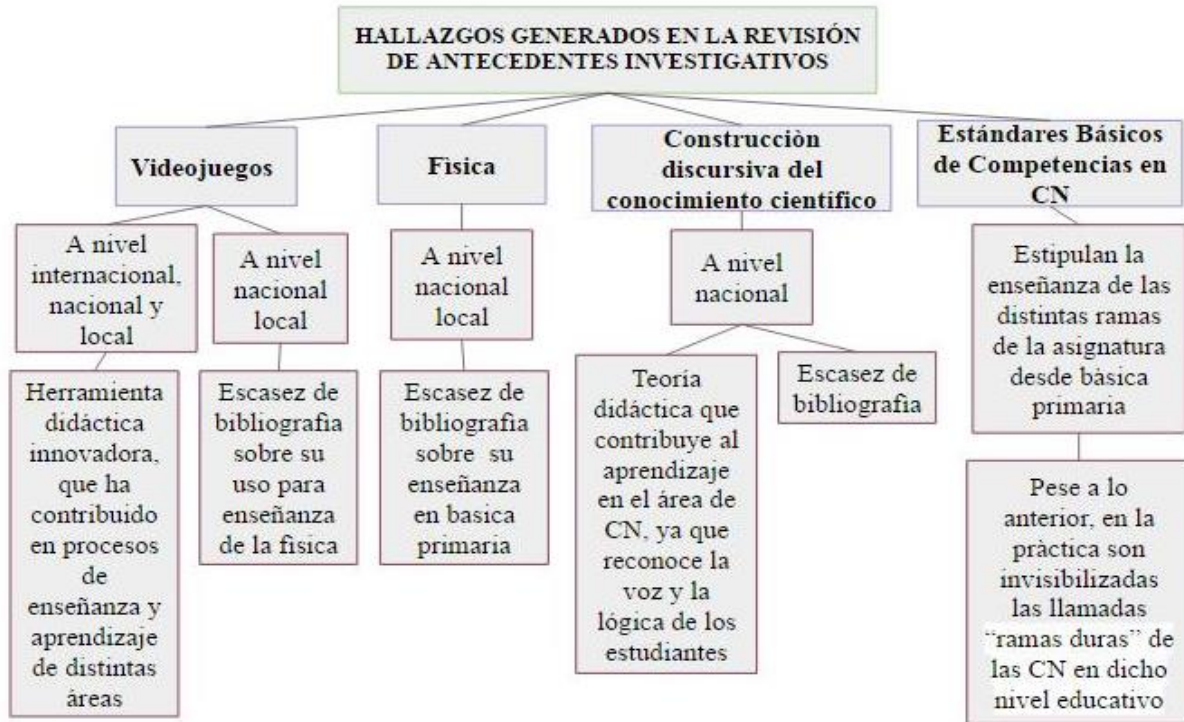 HALLAZGOS GENERADOS EN LA REVISIÓN
DE ANTECEDENTES INVESTIGATIVOS
Videojuegos
Fìsica
Construcciòn
discursiva del
conocimiento científico
Estándares Básicos
de Competencias en
CN
A nivel
internacional,
nacional y
local
A nivel
nacional
local
A nivel
nacional
local
A nivel
nacional
Estipulan la
enseñanza de las
distintas ramas
de la asignatura
desde bàsica
primaria
Herramienta
didáctica
innovadora,
que ha
contribuido
en procesos
de
enseñanza y
aprendizaje
de distintas
áreas
Escasez de
bibliografia
sobre su
uso para
enseñanza
de la fìsica
Escasez de
bibliografia
sobre su
enseñanza
en basica
primaria
Teoría
didáctica que
contribuye al
aprendizaje
en el área de
CN, ya que
reconoce la
voz y la
lógica de los
estudiantes
Escasez de
bibliografia
Pese a lo
anterior, en la
pràctica son
invisibilizadas
las llamadas
“ramas duras” de
las CN en dicho
nivel educativo